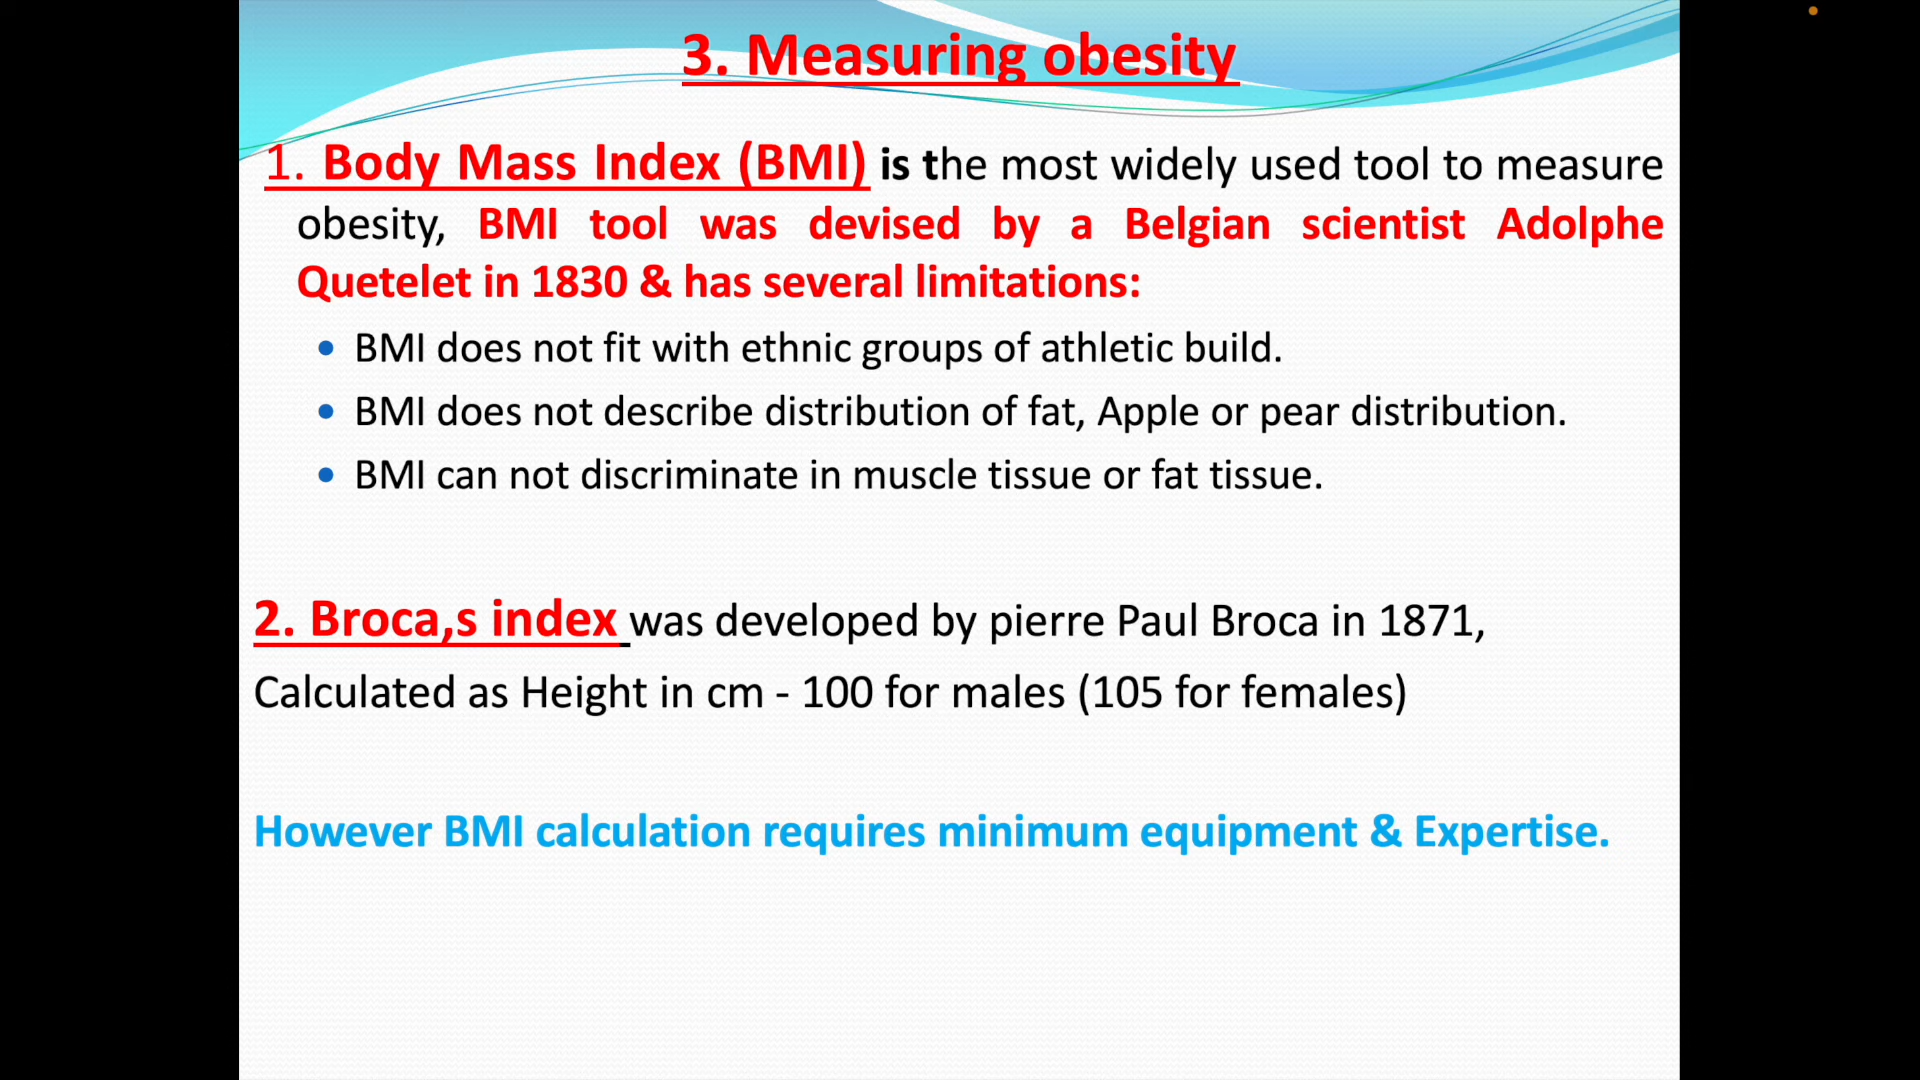 3. Measuring obesity
1. Body Mass Index (BMI) is the most widely used tool to measure
obesity, BMI tool was devised by a Belgian scientist Adolphe
Quetelet in 1830 & has several limitations:
• BMI does not fit with ethnic groups of athletic build.
• BMI does not describe distribution of fat, Apple or pear distribution.
• BMI can not discriminate in muscle tissue or fat tissue.
2. Broca,s index was developed by pierre Paul Broca in 1871,
Calculated as Height in cm - 100 for males (105 for females)
However BMI calculation requires minimum equipment & Expertise.